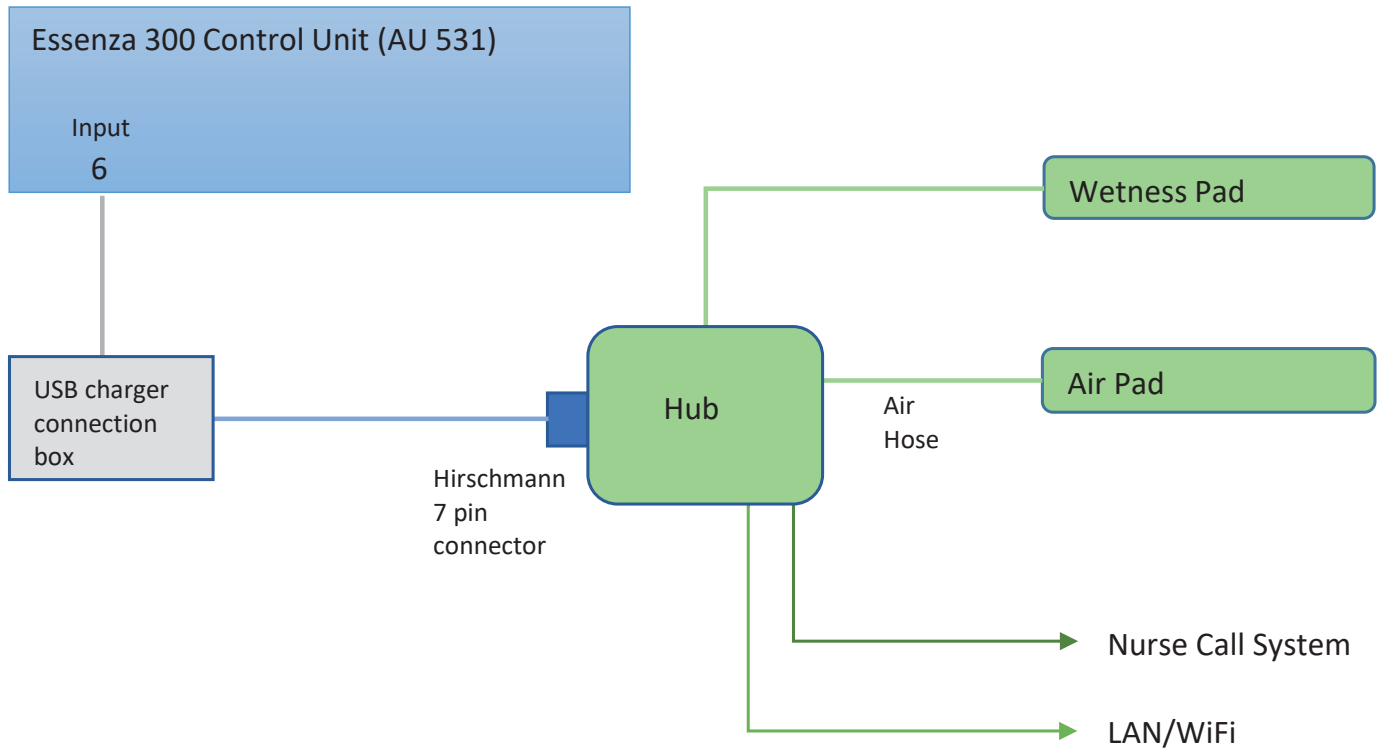 Essenza 300 Control Unit (AU 531)
Input
6
Wetness Pad
USB charger
connection
box
Hub
Air Pad
Air
Hose
Hirschmann
7 pin
connector
Nurse Call System
LAN/WiFi